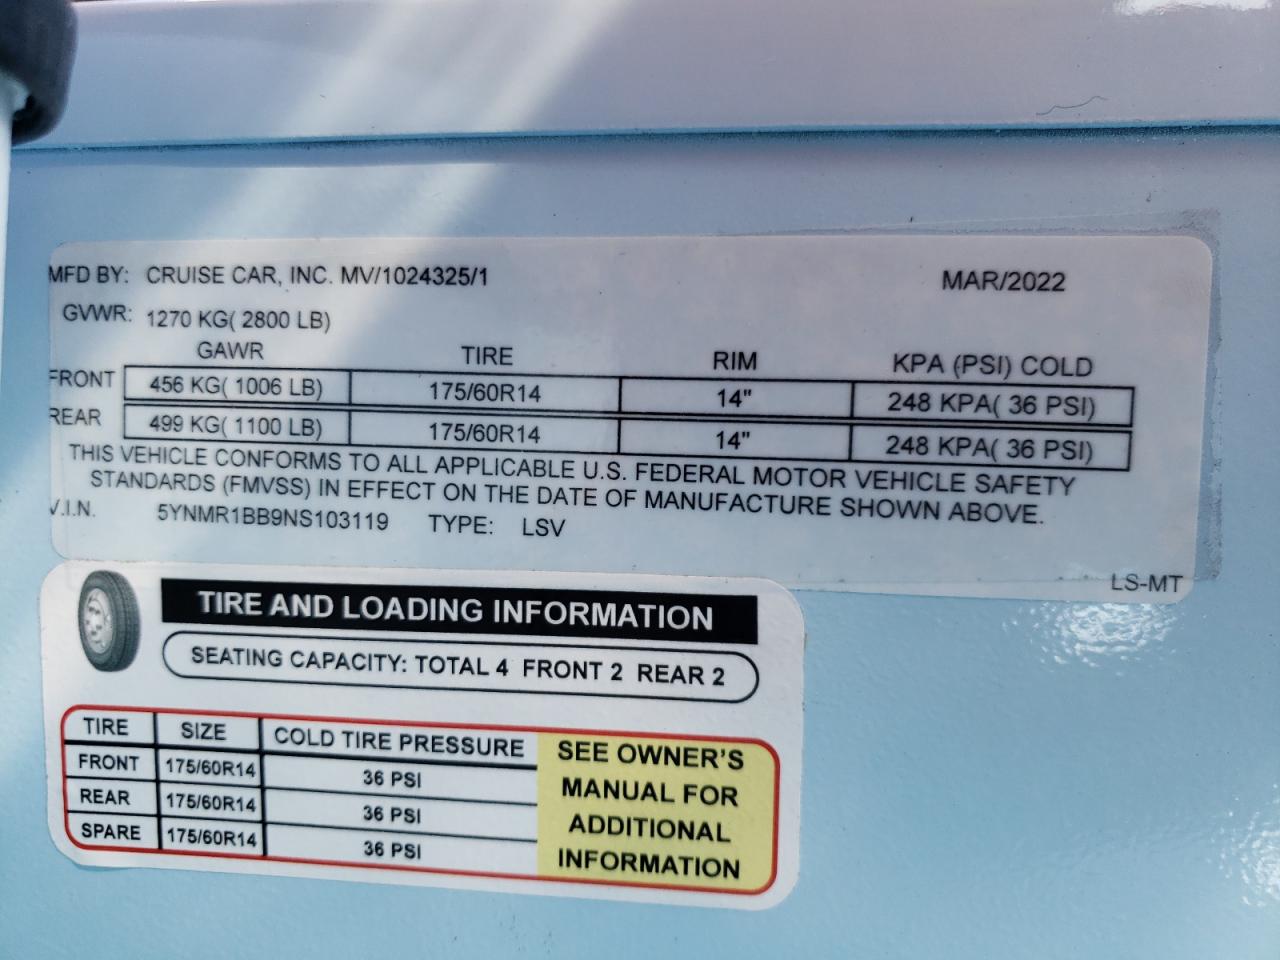 MFD BY: CRUISE CAR, INC. MV/1024325/1 MAR/2022
GVWR: 1270 KG( 2800 LB)
GAWR TIRE RIM KPA (PSI) COLD
FRONT 456 KG( 1006 LB) 175/60R14 14" 248 KPA( 36 PSI)
REAR 499 KG( 1100 LB) 175/60R14 14" 248 KPA( 36 PSI)
THIS VEHICLE CONFORMS TO ALL APPLICABLE U.S. FEDERAL MOTOR VEHICLE SAFETY
STANDARDS (FMVSS) IN EFFECT ON THE DATE OF MANUFACTURE SHOWN ABOVE.
V.I.N. 5YNMR1BB9NS103119 TYPE: LSV
LS-MT
TIRE AND LOADING INFORMATION
SEATING CAPACITY: TOTAL 4 FRONT 2 REAR 2
TIRE SIZE COLD TIRE PRESSURE
FRONT 175/60R14 36 PSI
REAR 175/60R14 36 PSI
SPARE 175/60R14 36 PSI
SEE OWNER'S
MANUAL FOR
ADDITIONAL
INFORMATION